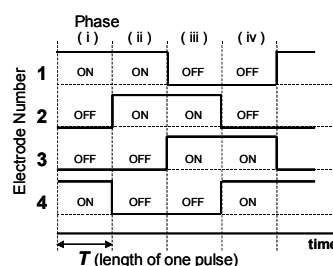 Phase
( i ) ( ii ) ( iii ) ( iv )
Electrode Number
1 ON ON OFF OFF
2 OFF ON ON OFF
3 OFF OFF ON ON
4 ON OFF OFF ON
time
T (length of one pulse)